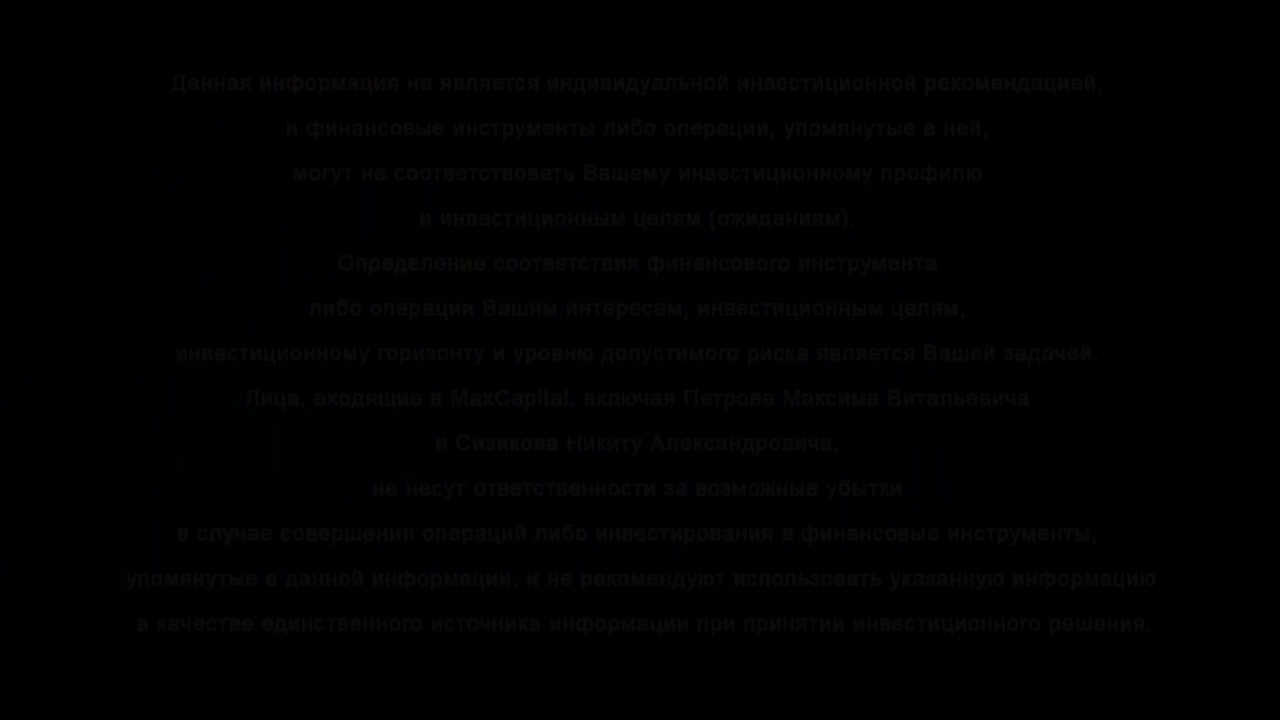 Данная информация не является индивидуальной инвестиционной рекомендацией,
и финансовые инструменты либо операции, упомянутые в ней,
могут не соответствовать Вашему инвестиционному профилю
и инвестиционным целям (ожиданиям).
Определение соответствия финансового инструмента
либо операции Вашим интересам, инвестиционным целям,
инвестиционному горизонту и уровню допустимого риска является Вашей задачей.
Лица, входящие в MaxCapital, включая Петрова Максима Витальевича
и Сизикова Никиту Александровича,
не несут ответственности за возможные убытки
в случае совершения операций либо инвестирования в финансовые инструменты,
упомянутые в данной информации, и не рекомендуют использовать указанную информацию
в качестве единственного источника информации при принятии инвестиционного решения.